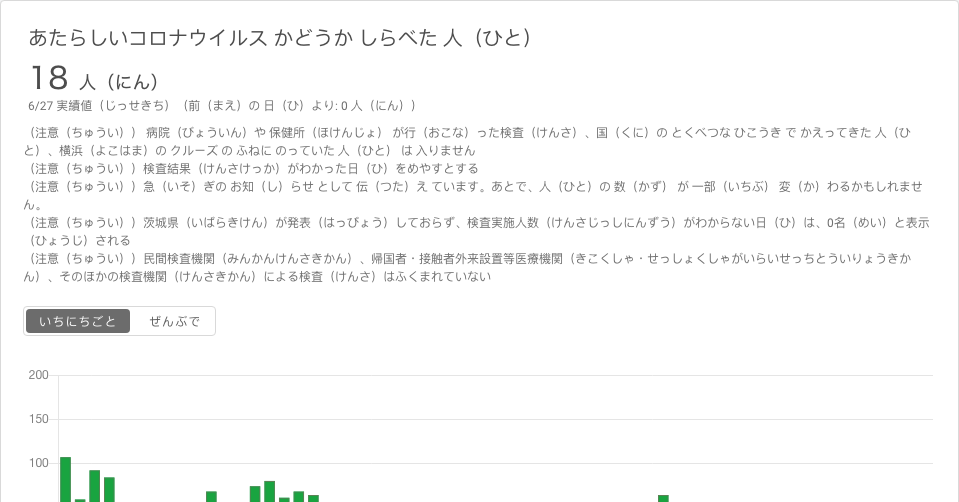 あたらしいコロナウイルス かどうか しらべた 人（ひと）
18 人（にん）
6/27 実績値（じっせきち）（前（まえ）の 日（ひ）より: 0 人（にん））
（注意（ちゅうい）） 病院（びょういん）や 保健所（ほけんじょ） が行（おこな）った検査（けんさ）、国（くに）の とくべつな ひこうき で かえってきた 人（ひ
と）、横浜（よこはま）の クルーズ の ふねに のっていた 人（ひと） は 入りません
（注意（ちゅうい））検査結果（けんさけっか）がわかった日（ひ）をめやすとする
（注意（ちゅうい））急（いそ）ぎの お知（し）らせ として 伝（つた）え ています。あとで、人（ひと）の 数（かず） が 一部（いちぶ） 変（か）わるかもしれませ
ん。
（注意（ちゅうい））茨城県（いばらきけん）が発表（はっぴょう）しておらず、検査実施人数（けんさじっしにんずう）がわからない日（ひ）は、0名（めい）と表示
（ひょうじ）される
（注意（ちゅうい））民間検査機関（みんかんけんさきかん）、帰国者・接触者外来設置等医療機関（きこくしゃ・せっしょくしゃがいらいせっちとういりょうきか
ん）、そのほかの検査機関（けんさきかん）による検査（けんさ）はふくまれていない
いちにちごと ぜんぶで
200
150
100